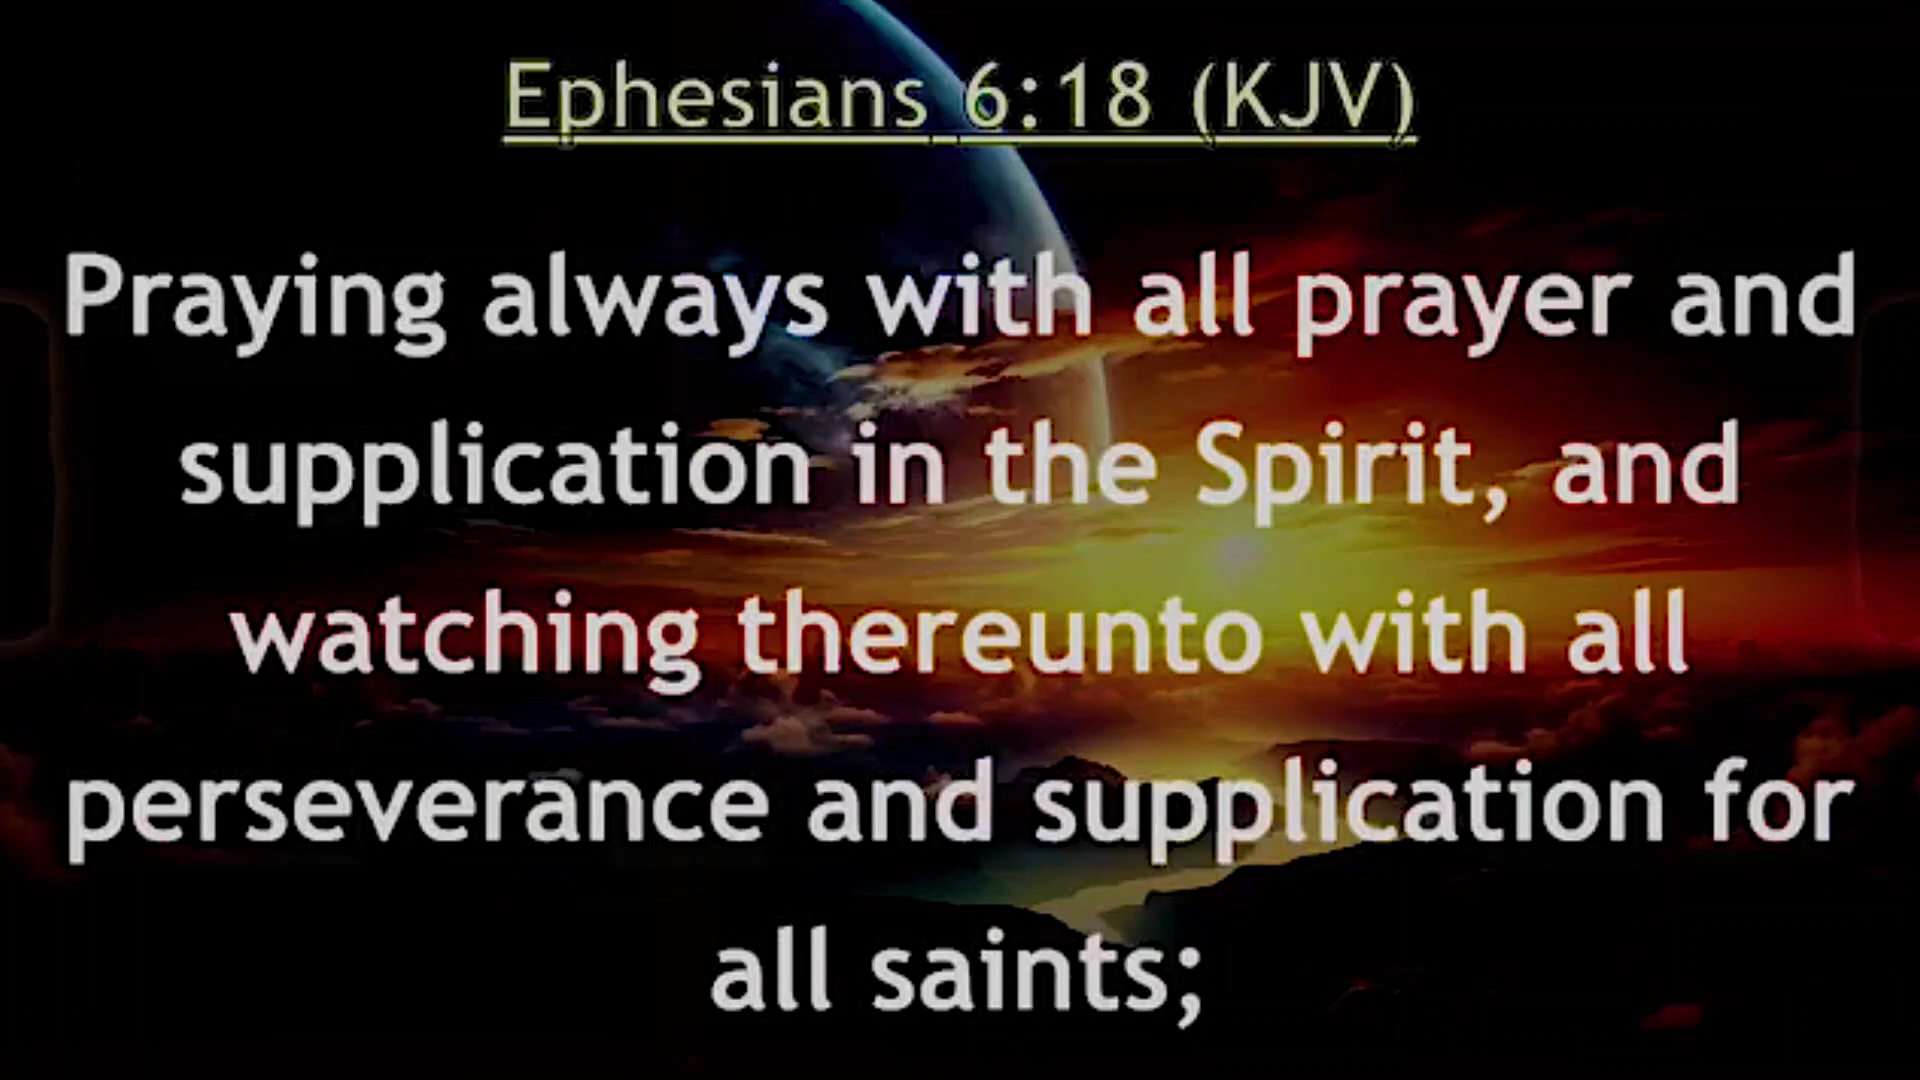 Ephesians 6:18 (KJV)
Praying always with all prayer and
supplication in the Spirit, and
watching thereunto with all
perseverance and supplication for
all saints;